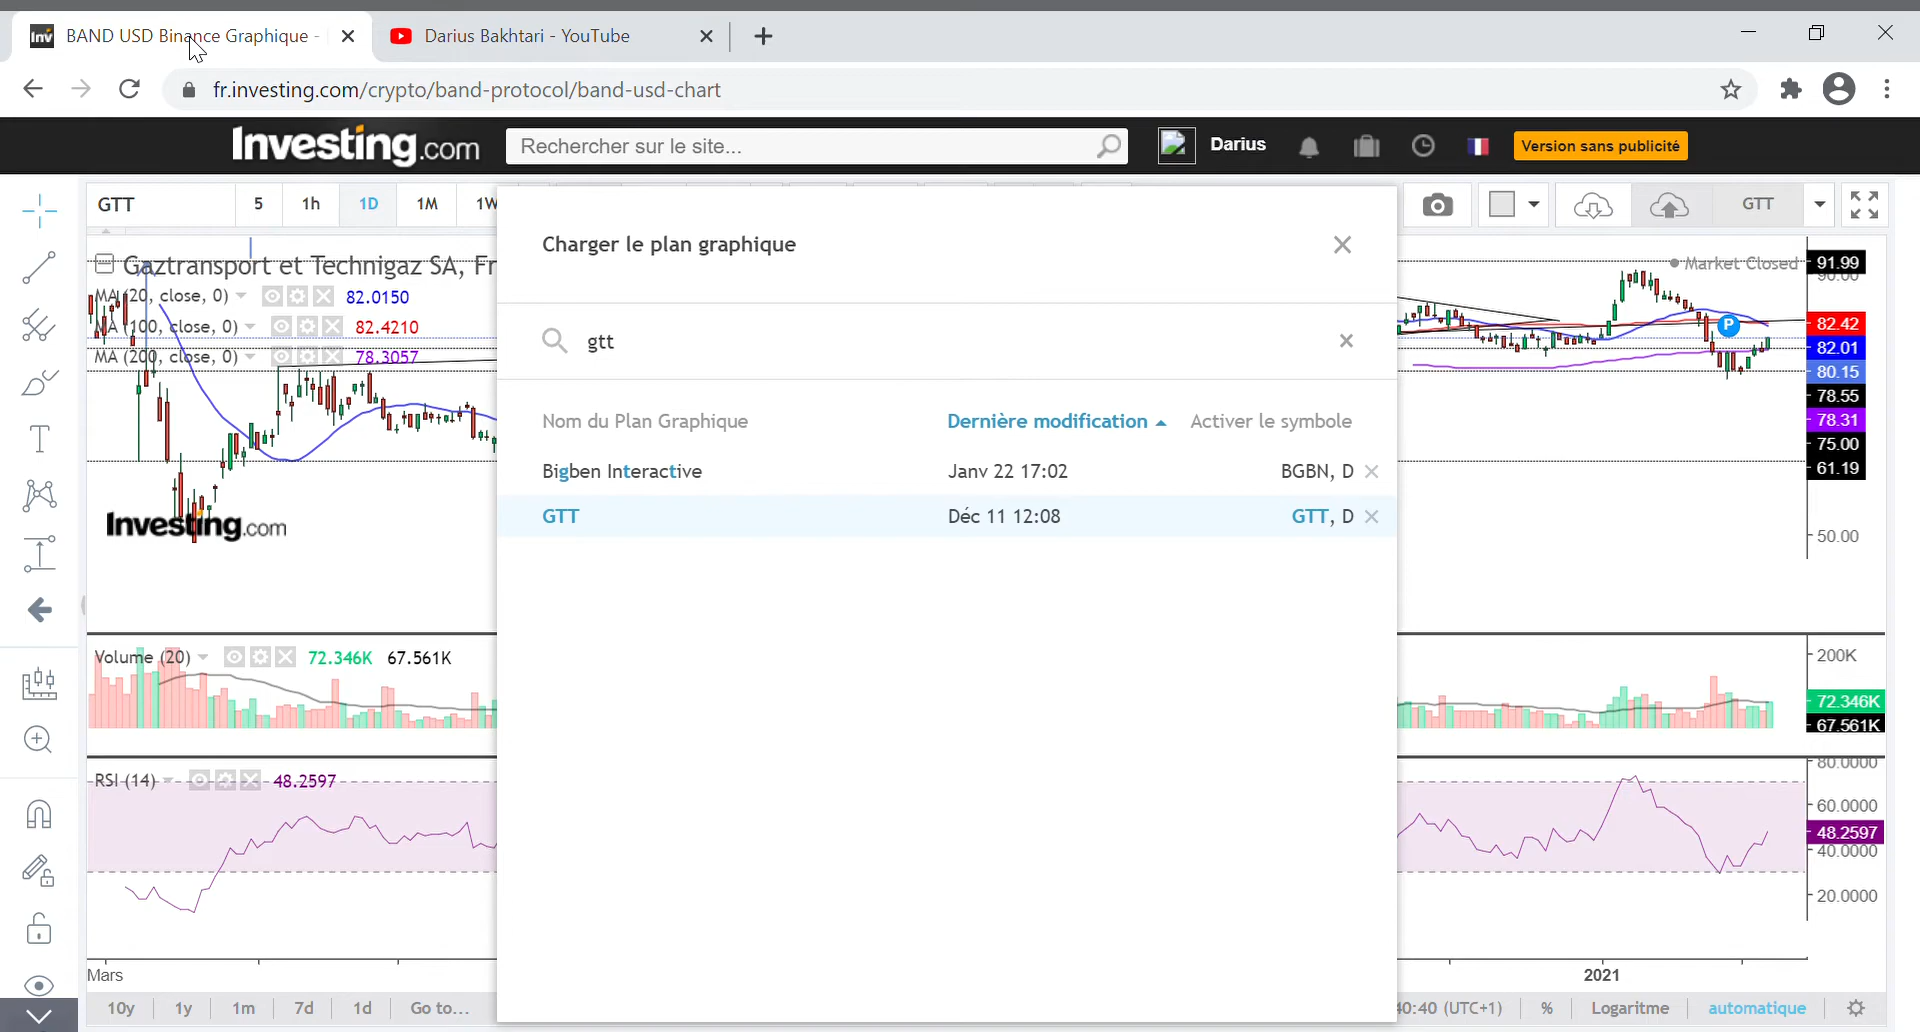 BAND USD Binance Graphique -
Darius Bakhtari - YouTube
fr.investing.com/crypto/band-protocol/band-usd-chart
Investing.com
Rechercher sur le site...
Darius
Version sans publicité
GTT
5
1h
1D
1M
1W
GTT
Gaztransport et Technigaz SA, Fr
MA (20, close, 0)
82.0150
MA (100, close, 0)
82.4210
MA (200, close, 0)
78.3057
Investing.com
Charger le plan graphique
gtt
Nom du Plan Graphique
Dernière modification
Activer le symbole
Bigben Interactive
Janv 22 17:02
BGBN, D
GTT
Déc 11 12:08
GTT, D
Market Closed
P
91.99
90.00
82.42
82.01
80.15
78.55
78.31
75.00
61.19
50.00
Volume (20)
72.346K
67.561K
200K
72.346K
67.561K
RSI (14)
48.2597
80.0000
60.0000
48.2597
40.0000
20.0000
Mars
2021
10y
1y
1m
7d
1d
Go to...
40:40 (UTC+1)
%
Logaritme
automatique